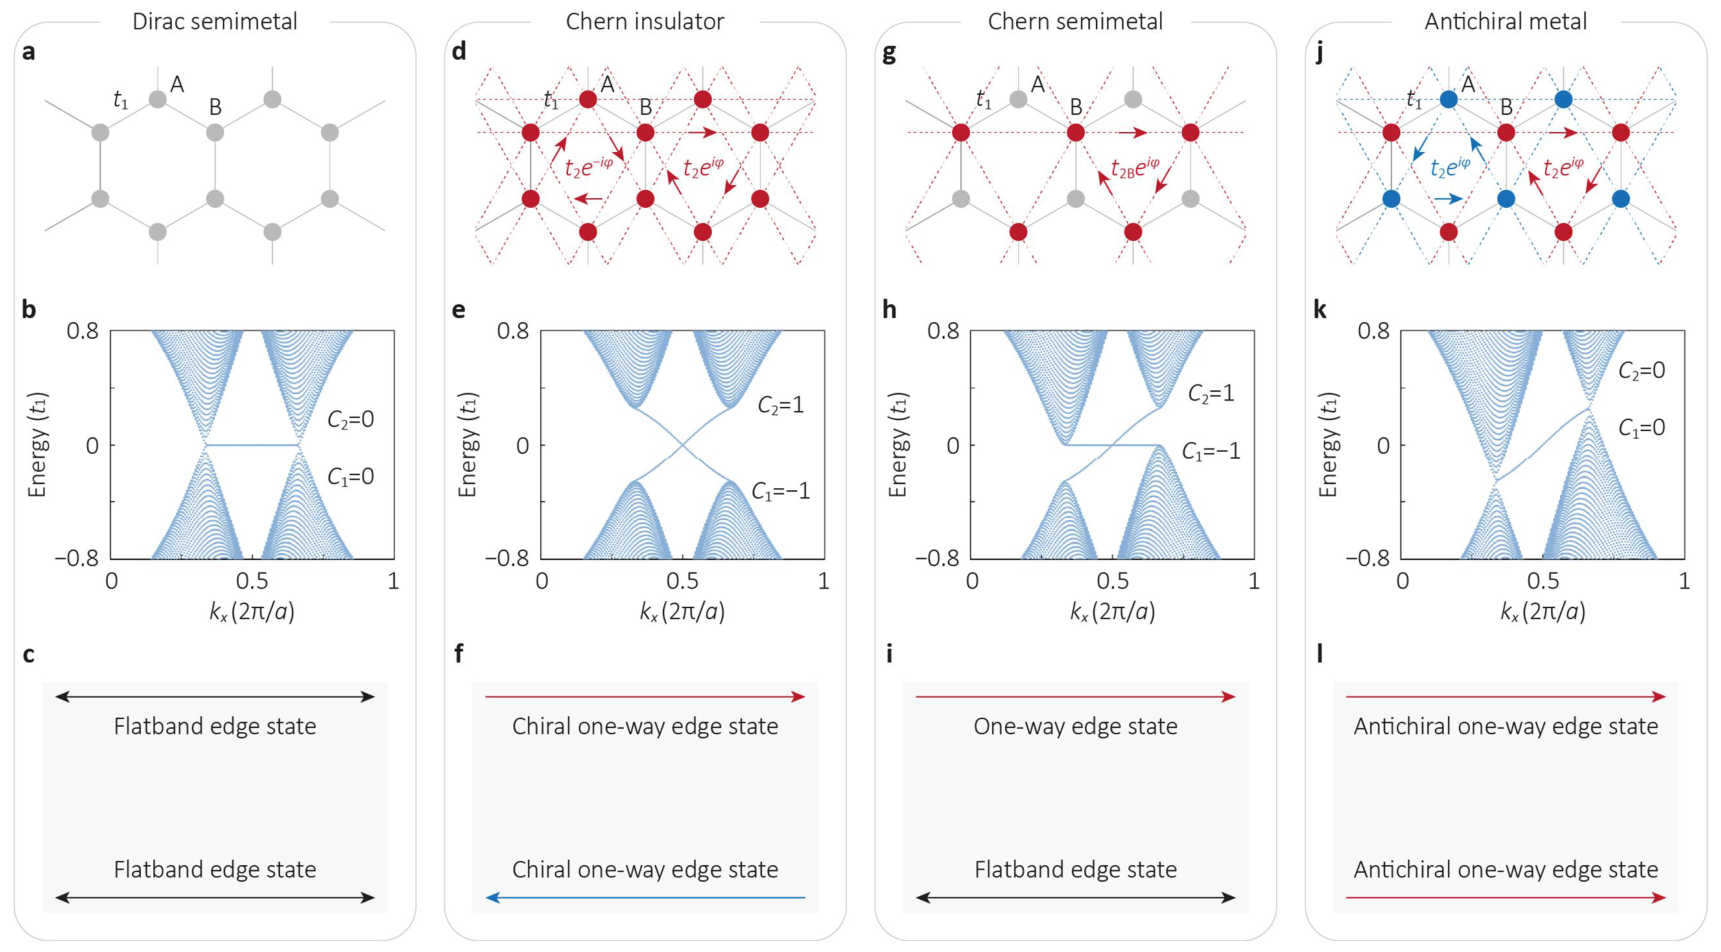 Dirac semimetal
a
t₁
A
B
b
0.8
0
−0.8
Energy (t₁)
C₂=0
C₁=0
0
0.5
1
kₓ (2π/a)
c
Flatband edge state
Flatband edge state
Chern insulator
d
t₁
A
B
t₂e⁻ⁱᵠ
t₂eⁱᵠ
e
0.8
0
−0.8
Energy (t₁)
C₂=1
C₁=−1
0
0.5
1
kₓ (2π/a)
f
Chiral one-way edge state
Chiral one-way edge state
Chern semimetal
g
t₁
A
B
t₂Beⁱᵠ
h
0.8
0
−0.8
Energy (t₁)
C₂=1
C₁=−1
0
0.5
1
kₓ (2π/a)
i
One-way edge state
Flatband edge state
Antichiral metal
j
t₁
A
B
t₂eⁱᵠ
t₂eⁱᵠ
k
0.8
0
−0.8
Energy (t₁)
C₂=0
C₁=0
0
0.5
1
kₓ (2π/a)
l
Antichiral one-way edge state
Antichiral one-way edge state